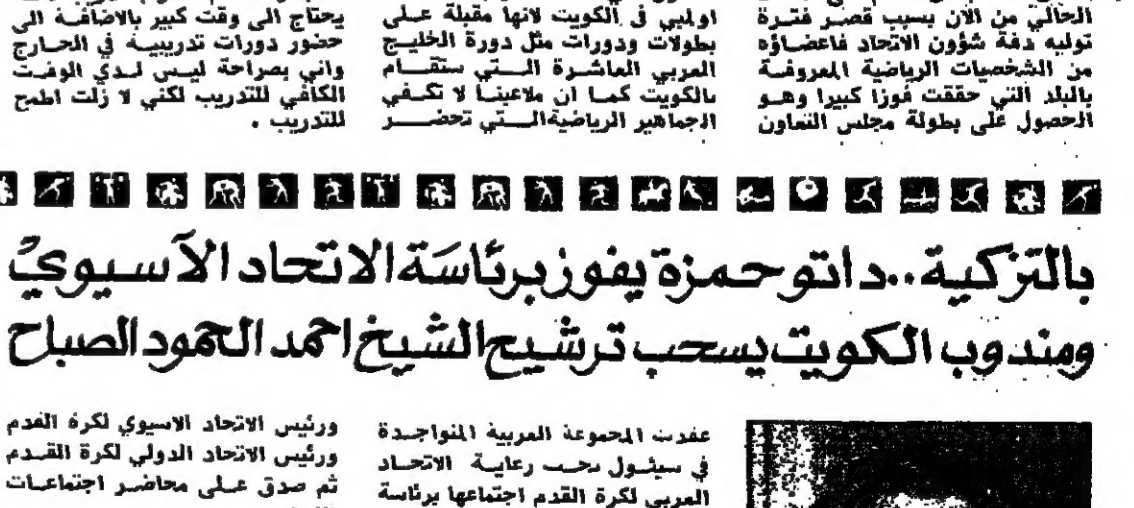 الحالي من الان بسبب قصر فترة
توليه دفة شؤون الاتحاد فاعضاؤه
من الشخصيات الرياضية المعروفة
بالبلد التي حققت فوزا كبيرا وهو
الحصول على بطولة مجلس التعاون
اولمبي في الكويت لانها مقبلة على
بطولات ودورات مثل دورة الخليج
العربي العاشرة التي ستقام
بالكويت كما ان ملاعبنا لا تكفي
الجماهير الرياضية التي تحضر
يحتاج الى وقت كبير بالاضافة الى
حضور دورات تدريبية في الخارج
واني بصراحة ليس لدي الوقت
الكافي للتدريب لكني لا زلت اطمح
للتدريب .
بالتزكية .. داتو حمزة يفوز برئاسة الاتحاد الآسيوي
ومندوب الكويت يسحب ترشيح الشيخ احمد الحمود الصباح
عقدت المجموعة العربية المتواجدة
في سيئول تحت رعاية الاتحاد
العربي لكرة القدم اجتماعها برئاسة
ورئيس الاتحاد الاسيوي لكرة القدم
ورئيس الاتحاد الدولي لكرة القدم
ثم صدق على محاضر اجتماعات